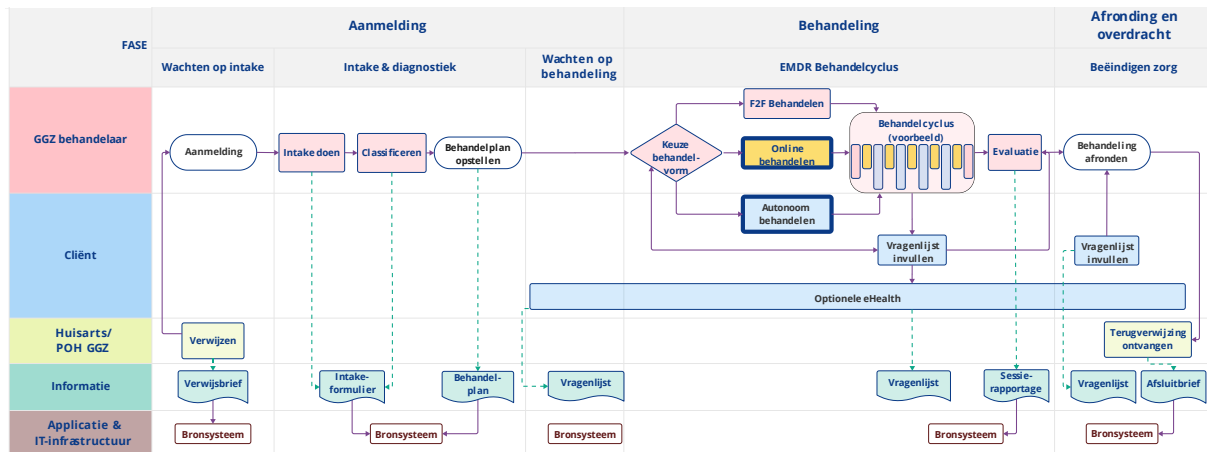 FASE
Aanmelding
Behandeling
Afronding en
overdracht
Wachten op intake
Intake & diagnostiek
Wachten op
behandeling
EMDR Behandelcyclus
Beëindigen zorg
GGZ behandelaar
Aanmelding
Intake doen
Classificeren
Behandelplan
opstellen
Keuze
behandel-
vorm
F2F Behandelen
Online
behandelen
Autonoom
behandelen
Behandelcyclus
(voorbeeld)
Evaluatie
Behandeling
afronden
Cliënt
Vragenlijst
invullen
Vragenlijst
invullen
Optionele eHealth
Huisarts/
POH GGZ
Verwijzen
Terugverwijzing
ontvangen
Informatie
Verwijsbrief
Intake-
formulier
Behandel-
plan
Vragenlijst
Vragenlijst
Sessie-
rapportage
Vragenlijst
Afsluitbrief
Applicatie &
IT-infrastructuur
Bronsysteem
Bronsysteem
Bronsysteem
Bronsysteem
Bronsysteem